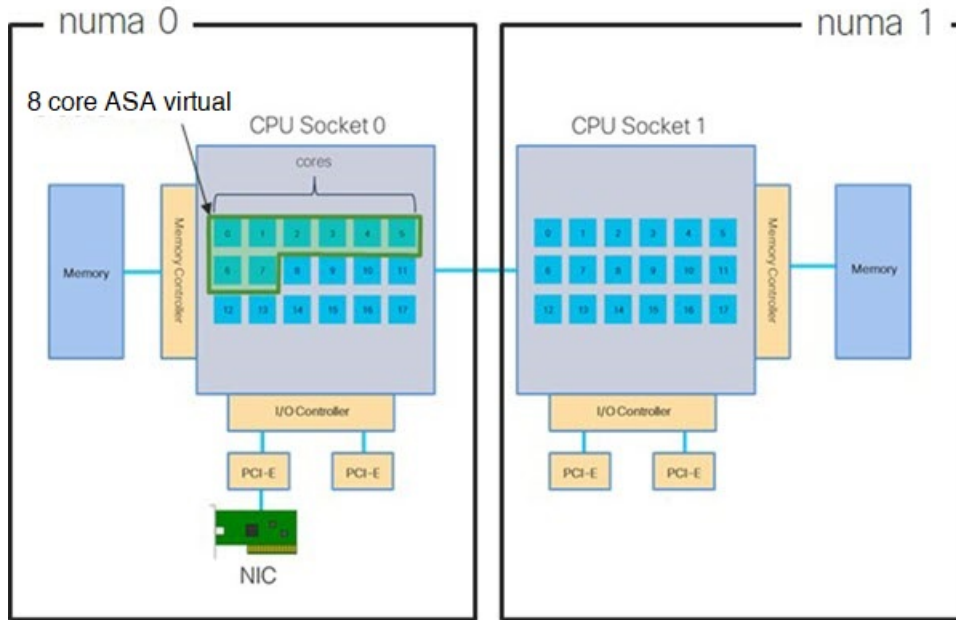 numa 0
numa 1
8 core ASA virtual
CPU Socket 0
CPU Socket 1
cores
0 1 2 3 4 5
0 1 2 3 4 5
Memory
Memory Controller
6 7 8 9 10 11
6 7 8 9 10 11
Memory Controller
Memory
12 13 14 15 16 17
12 13 14 15 16 17
I/O Controller
I/O Controller
PCI-E
PCI-E
PCI-E
PCI-E
NIC